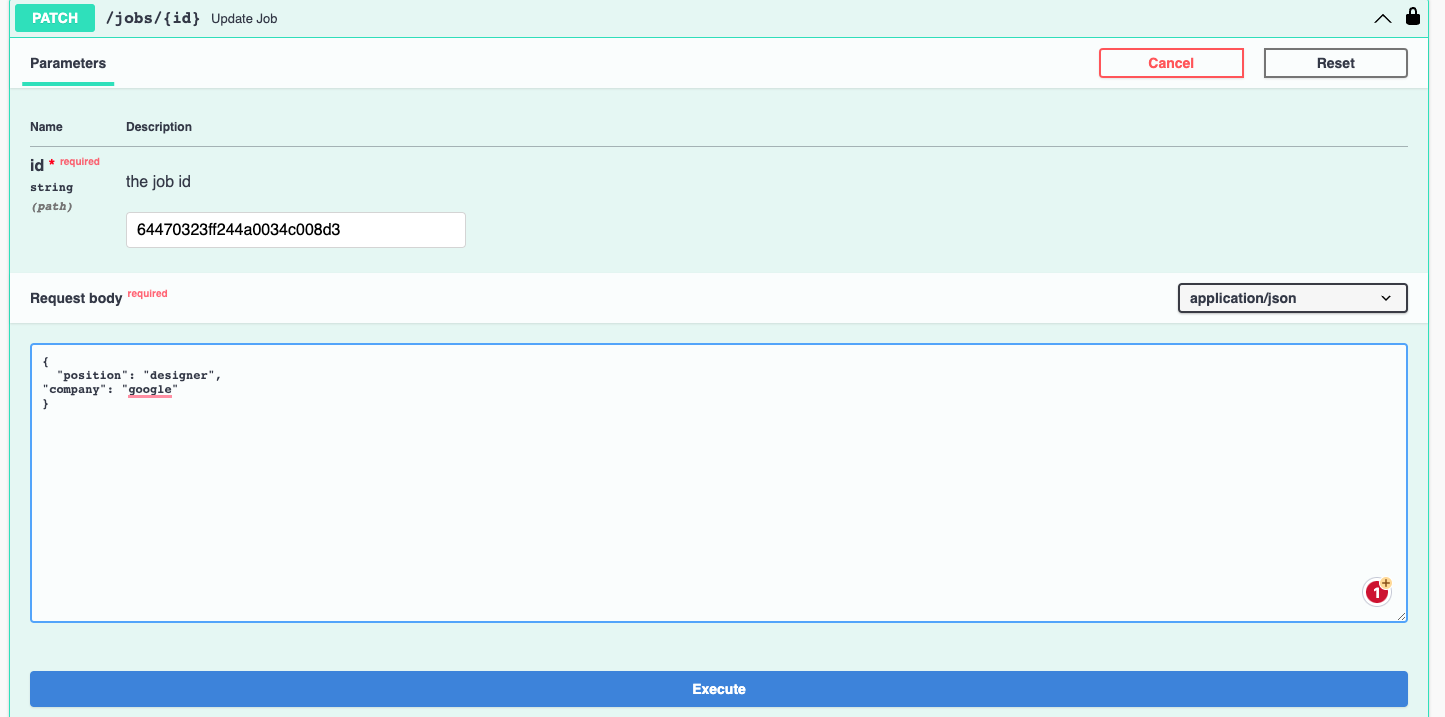 PATCH /jobs/{id} Update Job
Parameters
Cancel
Reset
Name Description
id * required
string
(path)
the job id
64470323ff244a0034c008d3
Request body required
application/json
{
"position": "designer",
"company": "google"
}
1+
Execute